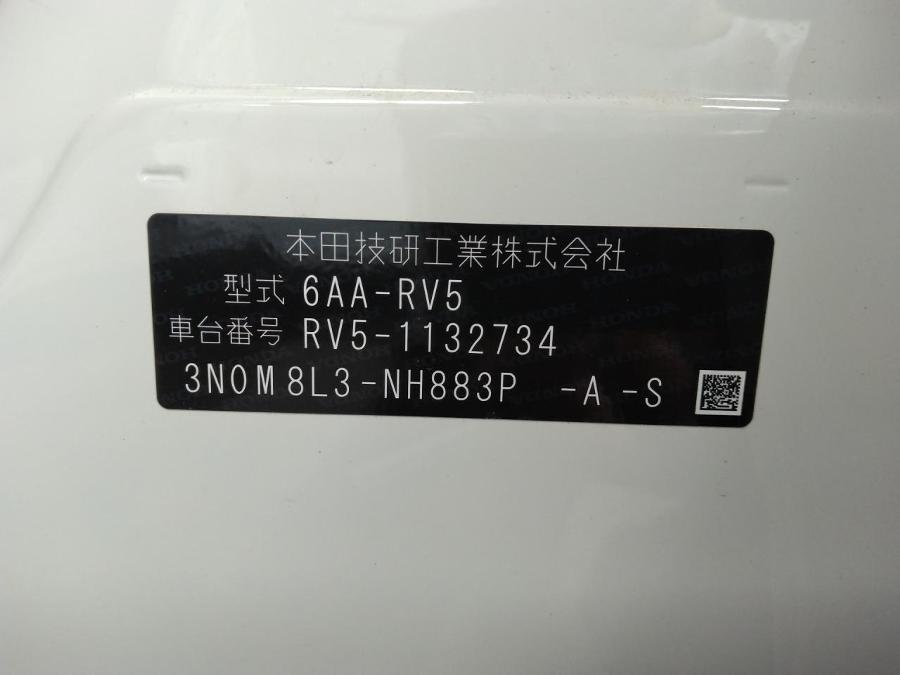 本田技研工業株式会社
型式 6AA-RV5
車台番号 RV5-1132734
3N0M8L3-NH883P -A -S